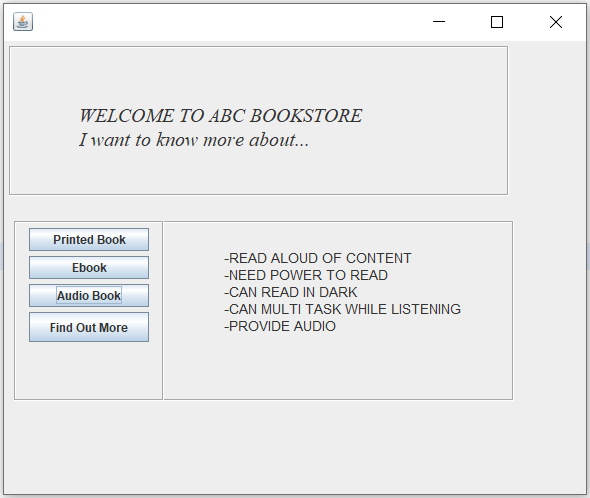 WELCOME TO ABC BOOKSTORE
I want to know more about...
Printed Book
Ebook
Audio Book
Find Out More
-READ ALOUD OF CONTENT
-NEED POWER TO READ
-CAN READ IN DARK
-CAN MULTI TASK WHILE LISTENING
-PROVIDE AUDIO